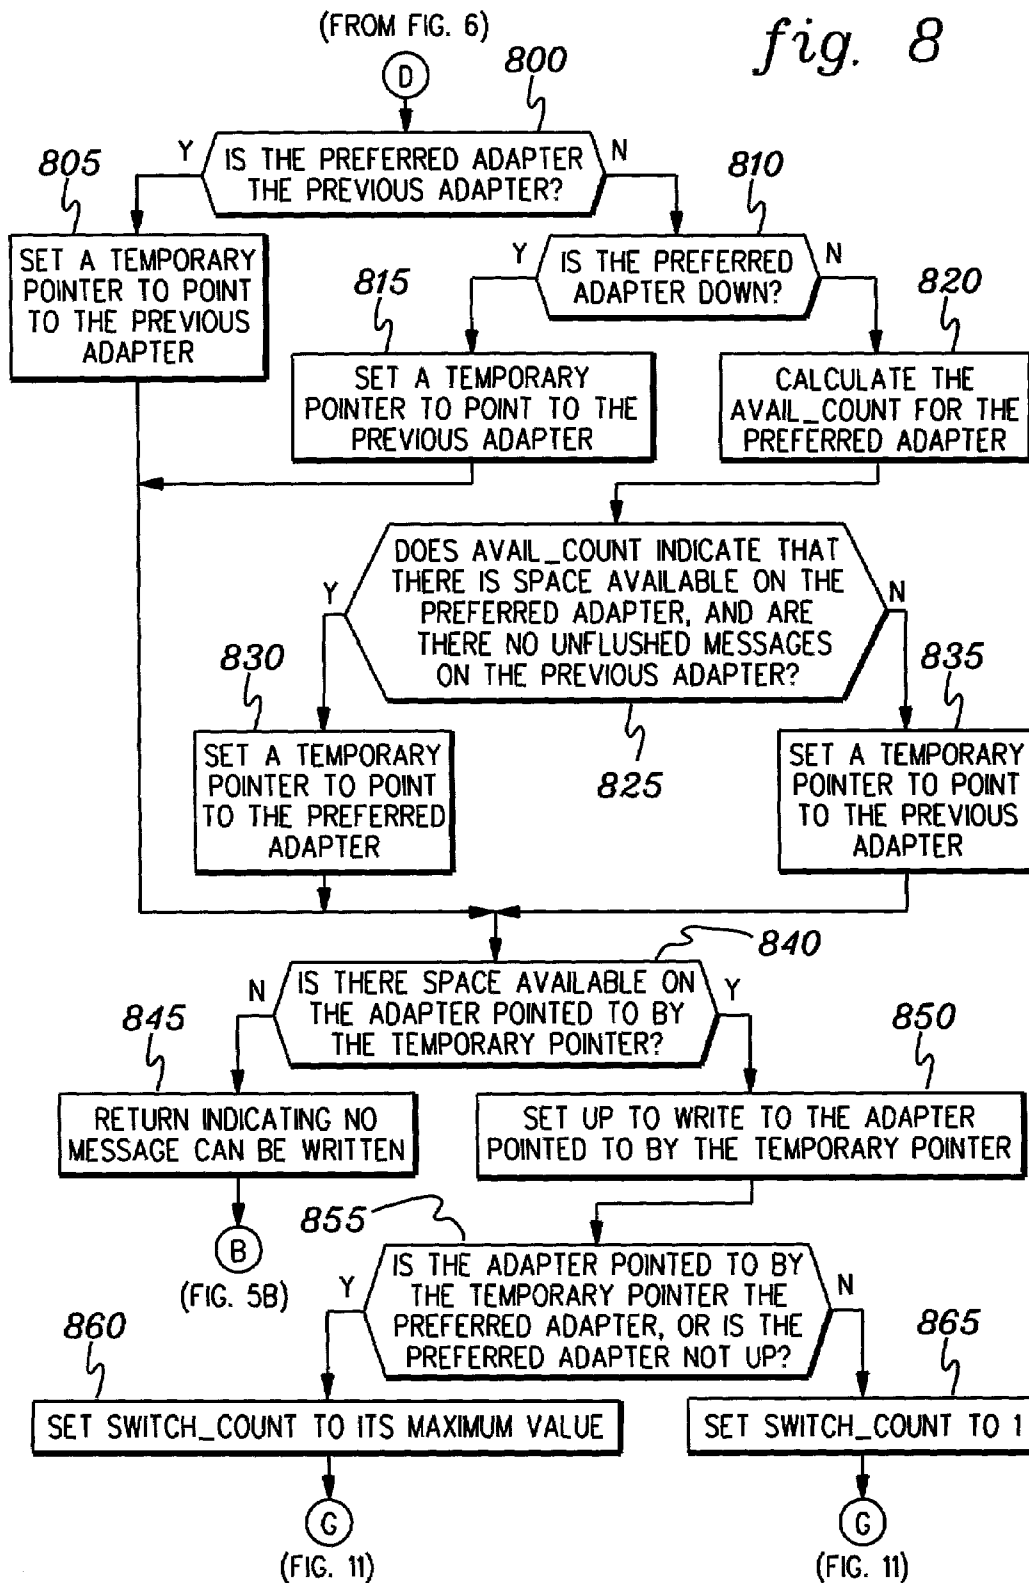 (FROM FIG. 6)
fig. 8
D
800
IS THE PREFERRED ADAPTER
THE PREVIOUS ADAPTER?
Y
N
805
SET A TEMPORARY
POINTER TO POINT
TO THE PREVIOUS
ADAPTER
810
IS THE PREFERRED
ADAPTER DOWN?
Y
N
815
SET A TEMPORARY
POINTER TO POINT TO THE
PREVIOUS ADAPTER
820
CALCULATE THE
AVAIL_COUNT FOR THE
PREFERRED ADAPTER
DOES AVAIL_COUNT INDICATE THAT
THERE IS SPACE AVAILABLE ON THE
PREFERRED ADAPTER, AND ARE
THERE NO UNFLUSHED MESSAGES
ON THE PREVIOUS ADAPTER?
Y
N
825
830
SET A TEMPORARY
POINTER TO POINT
TO THE PREFERRED
ADAPTER
835
SET A TEMPORARY
POINTER TO POINT
TO THE PREVIOUS
ADAPTER
840
IS THERE SPACE AVAILABLE ON
THE ADAPTER POINTED TO BY
THE TEMPORARY POINTER?
N
Y
845
RETURN INDICATING NO
MESSAGE CAN BE WRITTEN
B
(FIG. 5B)
850
SET UP TO WRITE TO THE ADAPTER
POINTED TO BY THE TEMPORARY POINTER
855
IS THE ADAPTER POINTED TO BY
THE TEMPORARY POINTER THE
PREFERRED ADAPTER, OR IS THE
PREFERRED ADAPTER NOT UP?
Y
N
860
SET SWITCH_COUNT TO ITS MAXIMUM VALUE
G
(FIG. 11)
865
SET SWITCH_COUNT TO 1
G
(FIG. 11)